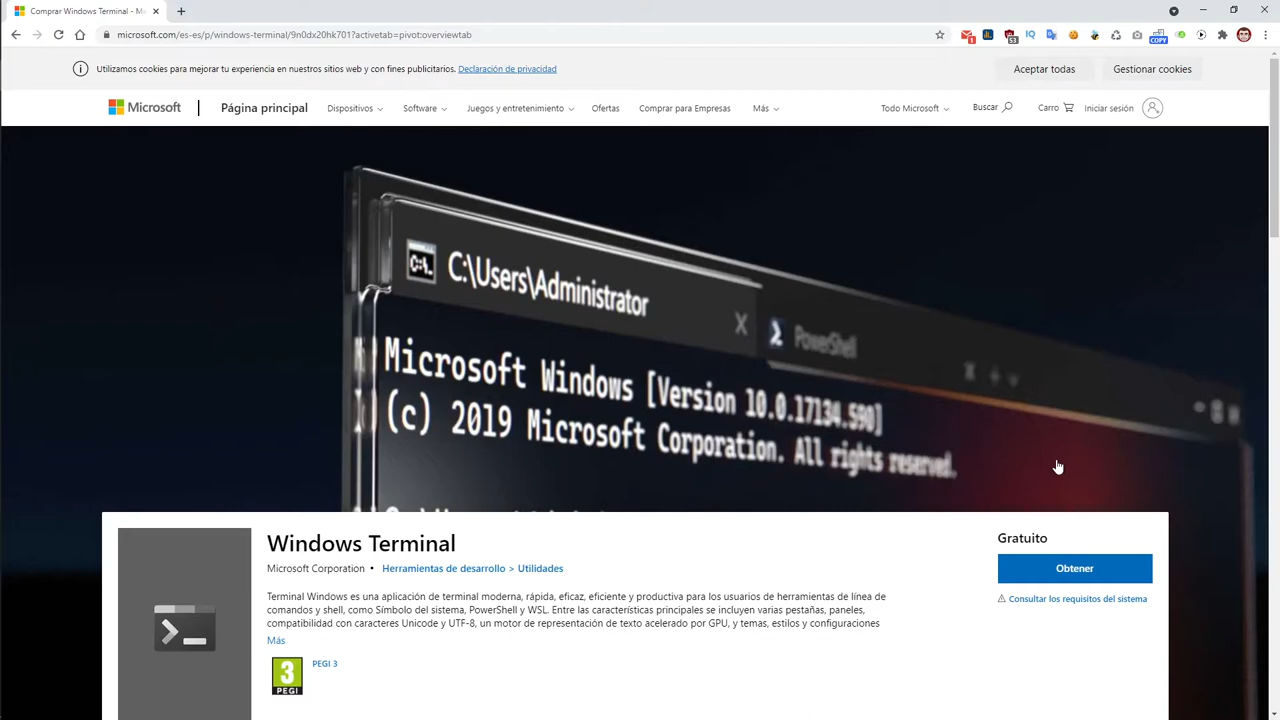 Comprar Windows Terminal - Mi
microsoft.com/es-es/p/windows-terminal/9n0dx20hk701?activetab=pivot:overviewtab
1
53
IQ
COPY
Utilizamos cookies para mejorar tu experiencia en nuestros sitios web y con fines publicitarios. Declaración de privacidad
Aceptar todas
Gestionar cookies
Microsoft
Página principal
Dispositivos
Software
Juegos y entretenimiento
Ofertas
Comprar para Empresas
Más
Todo Microsoft
Buscar
Carro
Iniciar sesión
C:\Users\Administrator X
PowerShell
Microsoft Windows [Version 10.0.17134.590]
(c) 2019 Microsoft Corporation. All rights reserved.
Windows Terminal
Microsoft Corporation • Herramientas de desarrollo > Utilidades
Terminal Windows es una aplicación de terminal moderna, rápida, eficaz, eficiente y productiva para los usuarios de herramientas de línea de
comandos y shell, como Símbolo del sistema, PowerShell y WSL. Entre las características principales se incluyen varias pestañas, paneles,
compatibilidad con caracteres Unicode y UTF-8, un motor de representación de texto acelerado por GPU, y temas, estilos y configuraciones
Más
3
PEGI
PEGI 3
Gratuito
Obtener
Consultar los requisitos del sistema